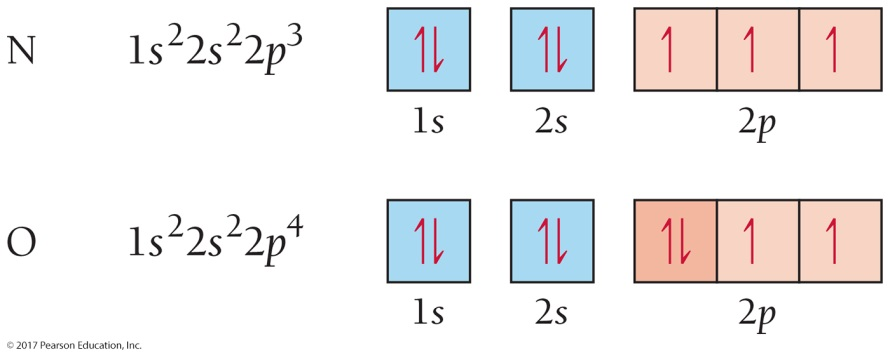 N 1s²2s²2p³ ↿⇂ ↿⇂ ↿ ↿ ↿
1s 2s 2p
O 1s²2s²2p⁴ ↿⇂ ↿⇂ ↿⇂ ↿ ↿
1s 2s 2p
© 2017 Pearson Education, Inc.